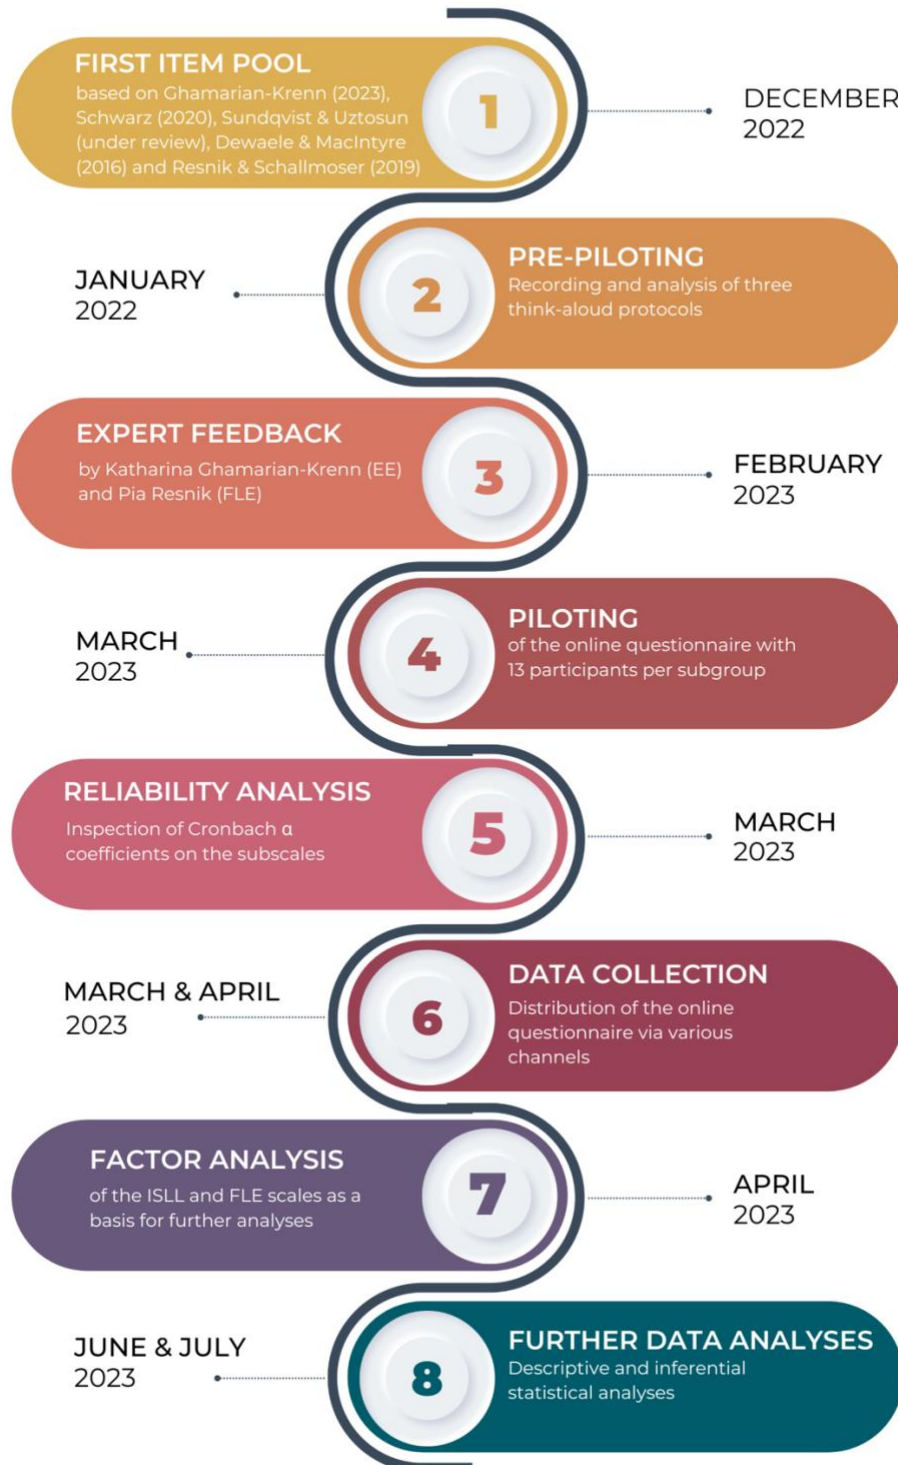 FIRST ITEM POOL
based on Ghamarian-Krenn (2023),
Schwarz (2020), Sundqvist & Uztosun
(under review), Dewaele & MacIntyre
(2016) and Resnik & Schallmoser (2019)
1
DECEMBER
2022
JANUARY
2022
2
PRE-PILOTING
Recording and analysis of three
think-aloud protocols
EXPERT FEEDBACK
by Katharina Ghamarian-Krenn (EE)
and Pia Resnik (FLE)
3
FEBRUARY
2023
MARCH
2023
4
PILOTING
of the online questionnaire with
13 participants per subgroup
RELIABILITY ANALYSIS
Inspection of Cronbach α
coefficients on the subscales
5
MARCH
2023
MARCH & APRIL
2023
6
DATA COLLECTION
Distribution of the online
questionnaire via various
channels
FACTOR ANALYSIS
of the ISLL and FLE scales as a
basis for further analyses
7
APRIL
2023
JUNE & JULY
2023
8
FURTHER DATA ANALYSES
Descriptive and inferential
statistical analyses